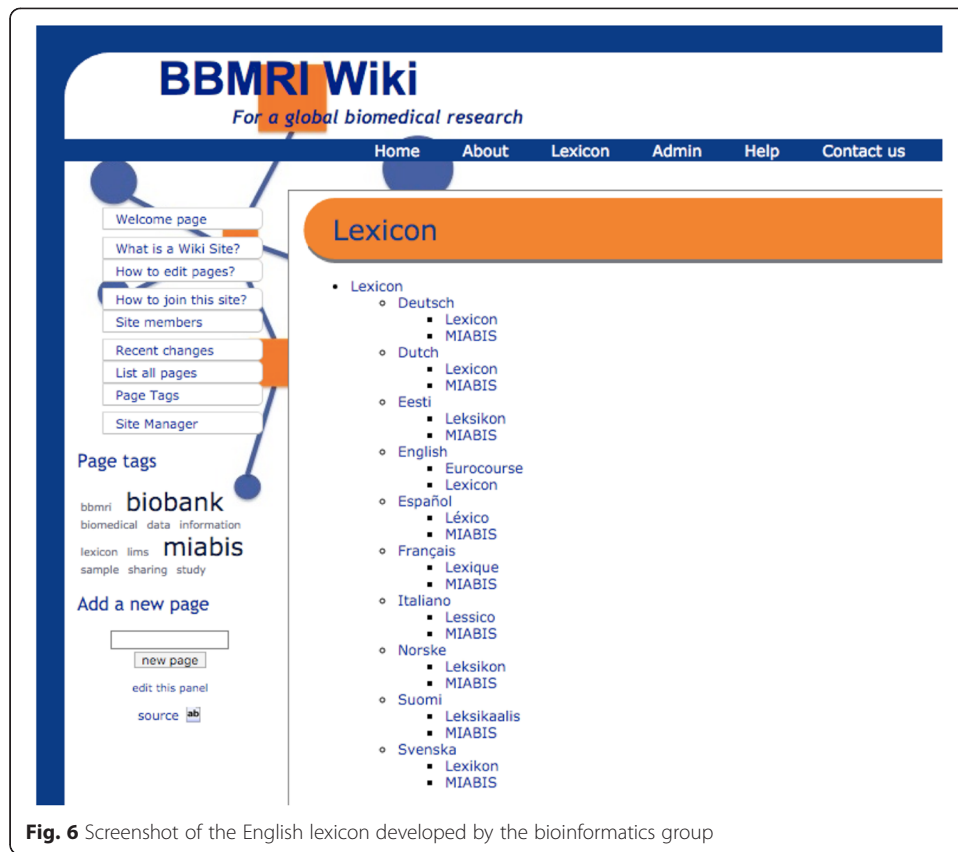 BBMRI Wiki
For a global biomedical research
Home About Lexicon Admin Help Contact us
Welcome page
What is a Wiki Site?
How to edit pages?
How to join this site?
Site members
Recent changes
List all pages
Page Tags
Site Manager
Page tags
bbmri biobank
biomedical data information
lexicon lims miabis
sample sharing study
Add a new page
new page
edit this panel
source ab
Lexicon
Lexicon
Deutsch
Lexicon
MIABIS
Dutch
Lexicon
MIABIS
Eesti
Leksikon
MIABIS
English
Eurocourse
Lexicon
Español
Léxico
MIABIS
Français
Lexique
MIABIS
Italiano
Lessico
MIABIS
Norske
Leksikon
MIABIS
Suomi
Leksikaalis
MIABIS
Svenska
Lexikon
MIABIS
Fig. 6 Screenshot of the English lexicon developed by the bioinformatics group